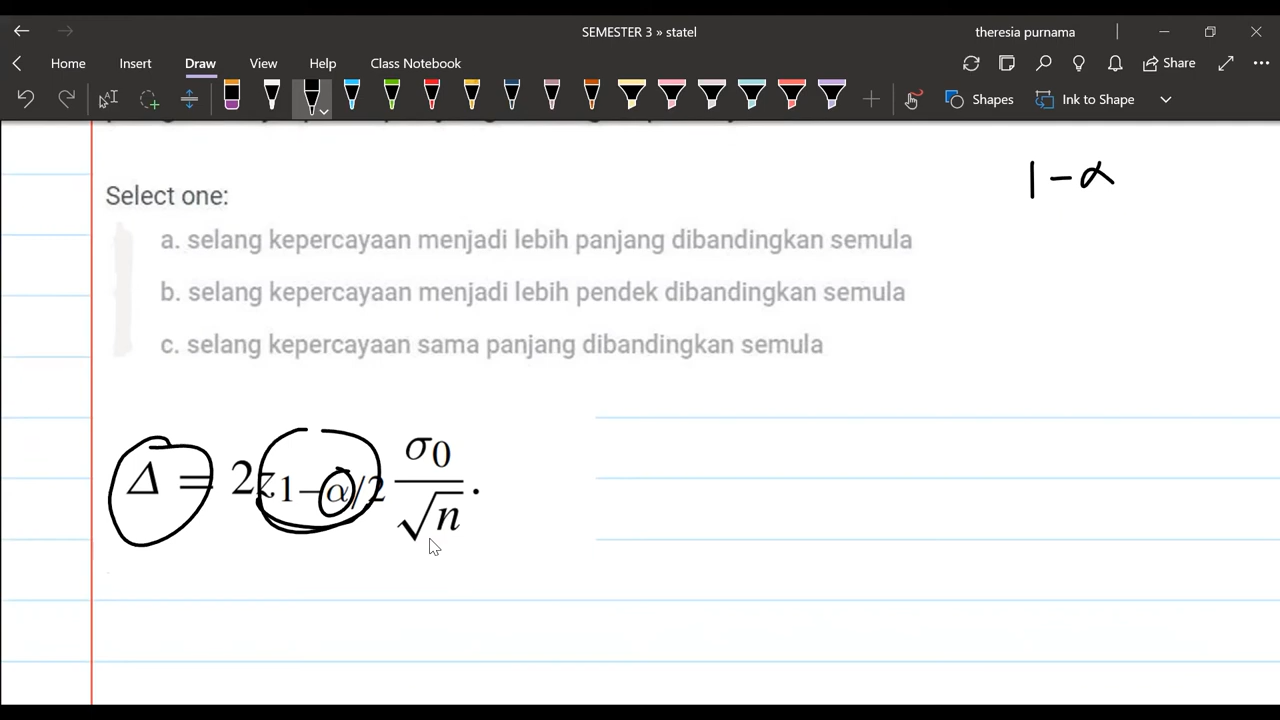 SEMESTER 3 » statel
theresia purnama
Home Insert Draw View Help Class Notebook
Share
Shapes
Ink to Shape
1 - α
Select one:
a. selang kepercayaan menjadi lebih panjang dibandingkan semula
b. selang kepercayaan menjadi lebih pendek dibandingkan semula
c. selang kepercayaan sama panjang dibandingkan semula
Δ = 2z₁₋α/₂ σ₀/√n.